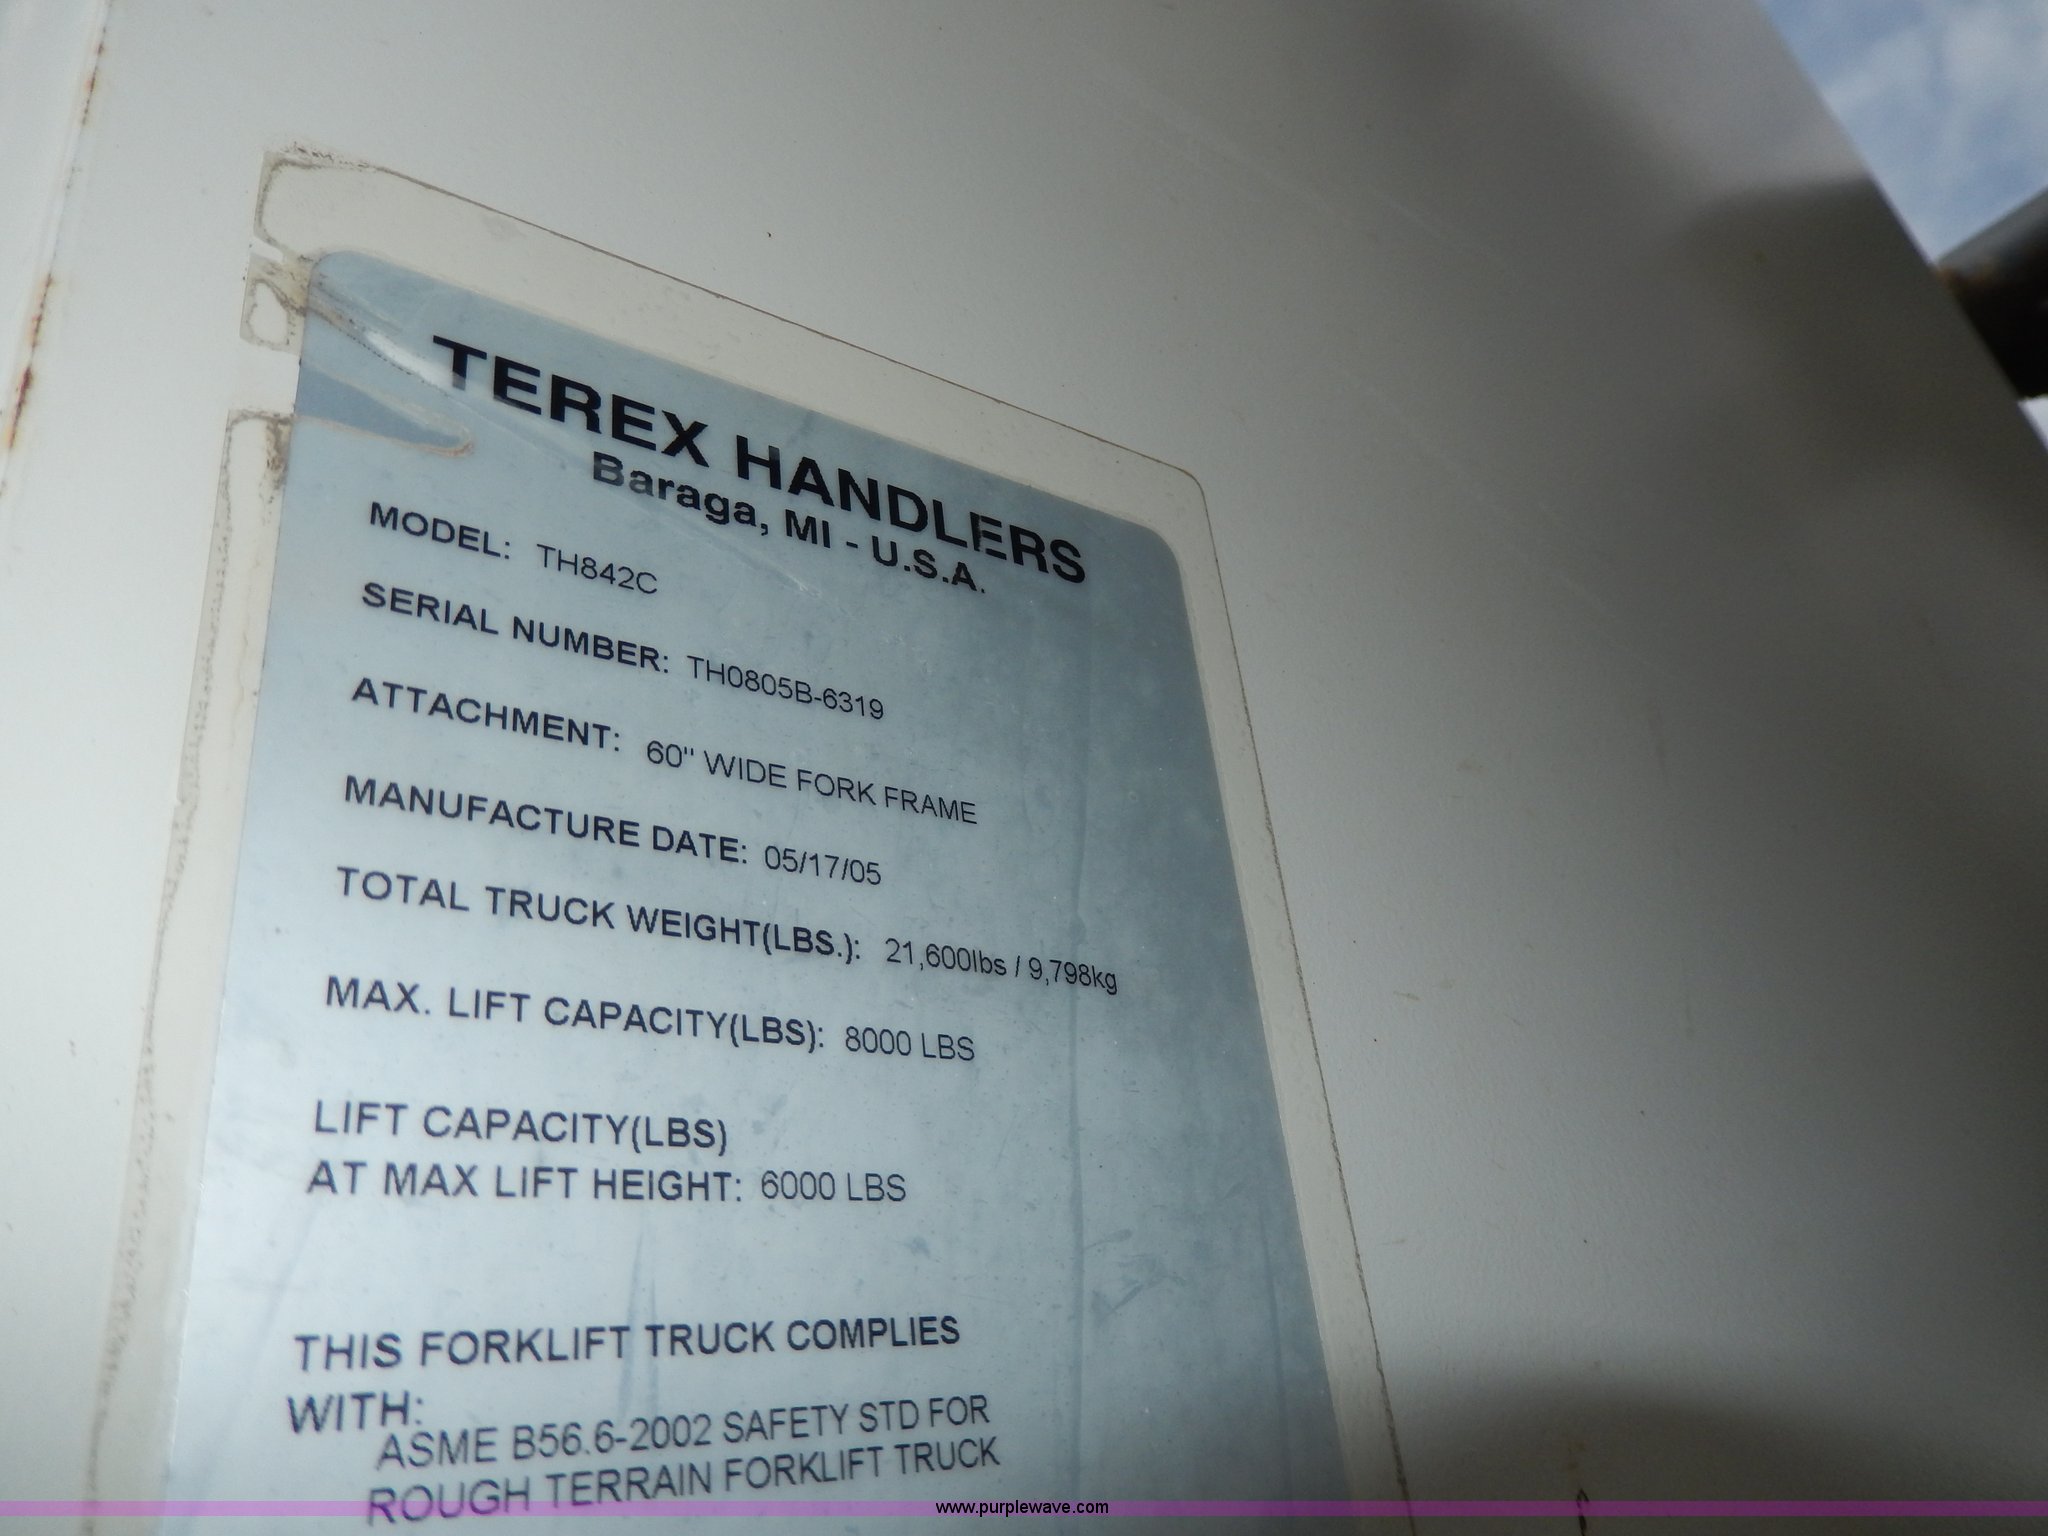 TEREX HANDLERS
Baraga, MI - U.S.A.
MODEL: TH842C
SERIAL NUMBER: TH0805B-6319
ATTACHMENT: 60" WIDE FORK FRAME
MANUFACTURE DATE: 05/17/05
TOTAL TRUCK WEIGHT(LBS.): 21,600lbs / 9,798kg
MAX. LIFT CAPACITY(LBS): 8000 LBS
LIFT CAPACITY(LBS)
AT MAX LIFT HEIGHT: 6000 LBS
THIS FORKLIFT TRUCK COMPLIES
WITH:
ASME B56.6-2002 SAFETY STD FOR
ROUGH TERRAIN FORKLIFT TRUCK
www.purplewave.com